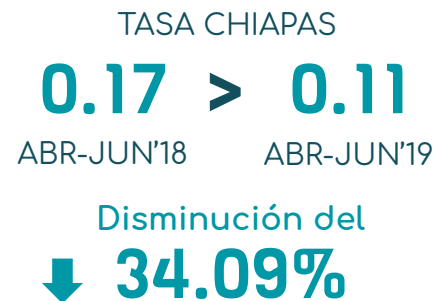 TASA CHIAPAS
0.17 > 0.11
ABR-JUN'18 ABR-JUN'19
Disminución del
34.09%